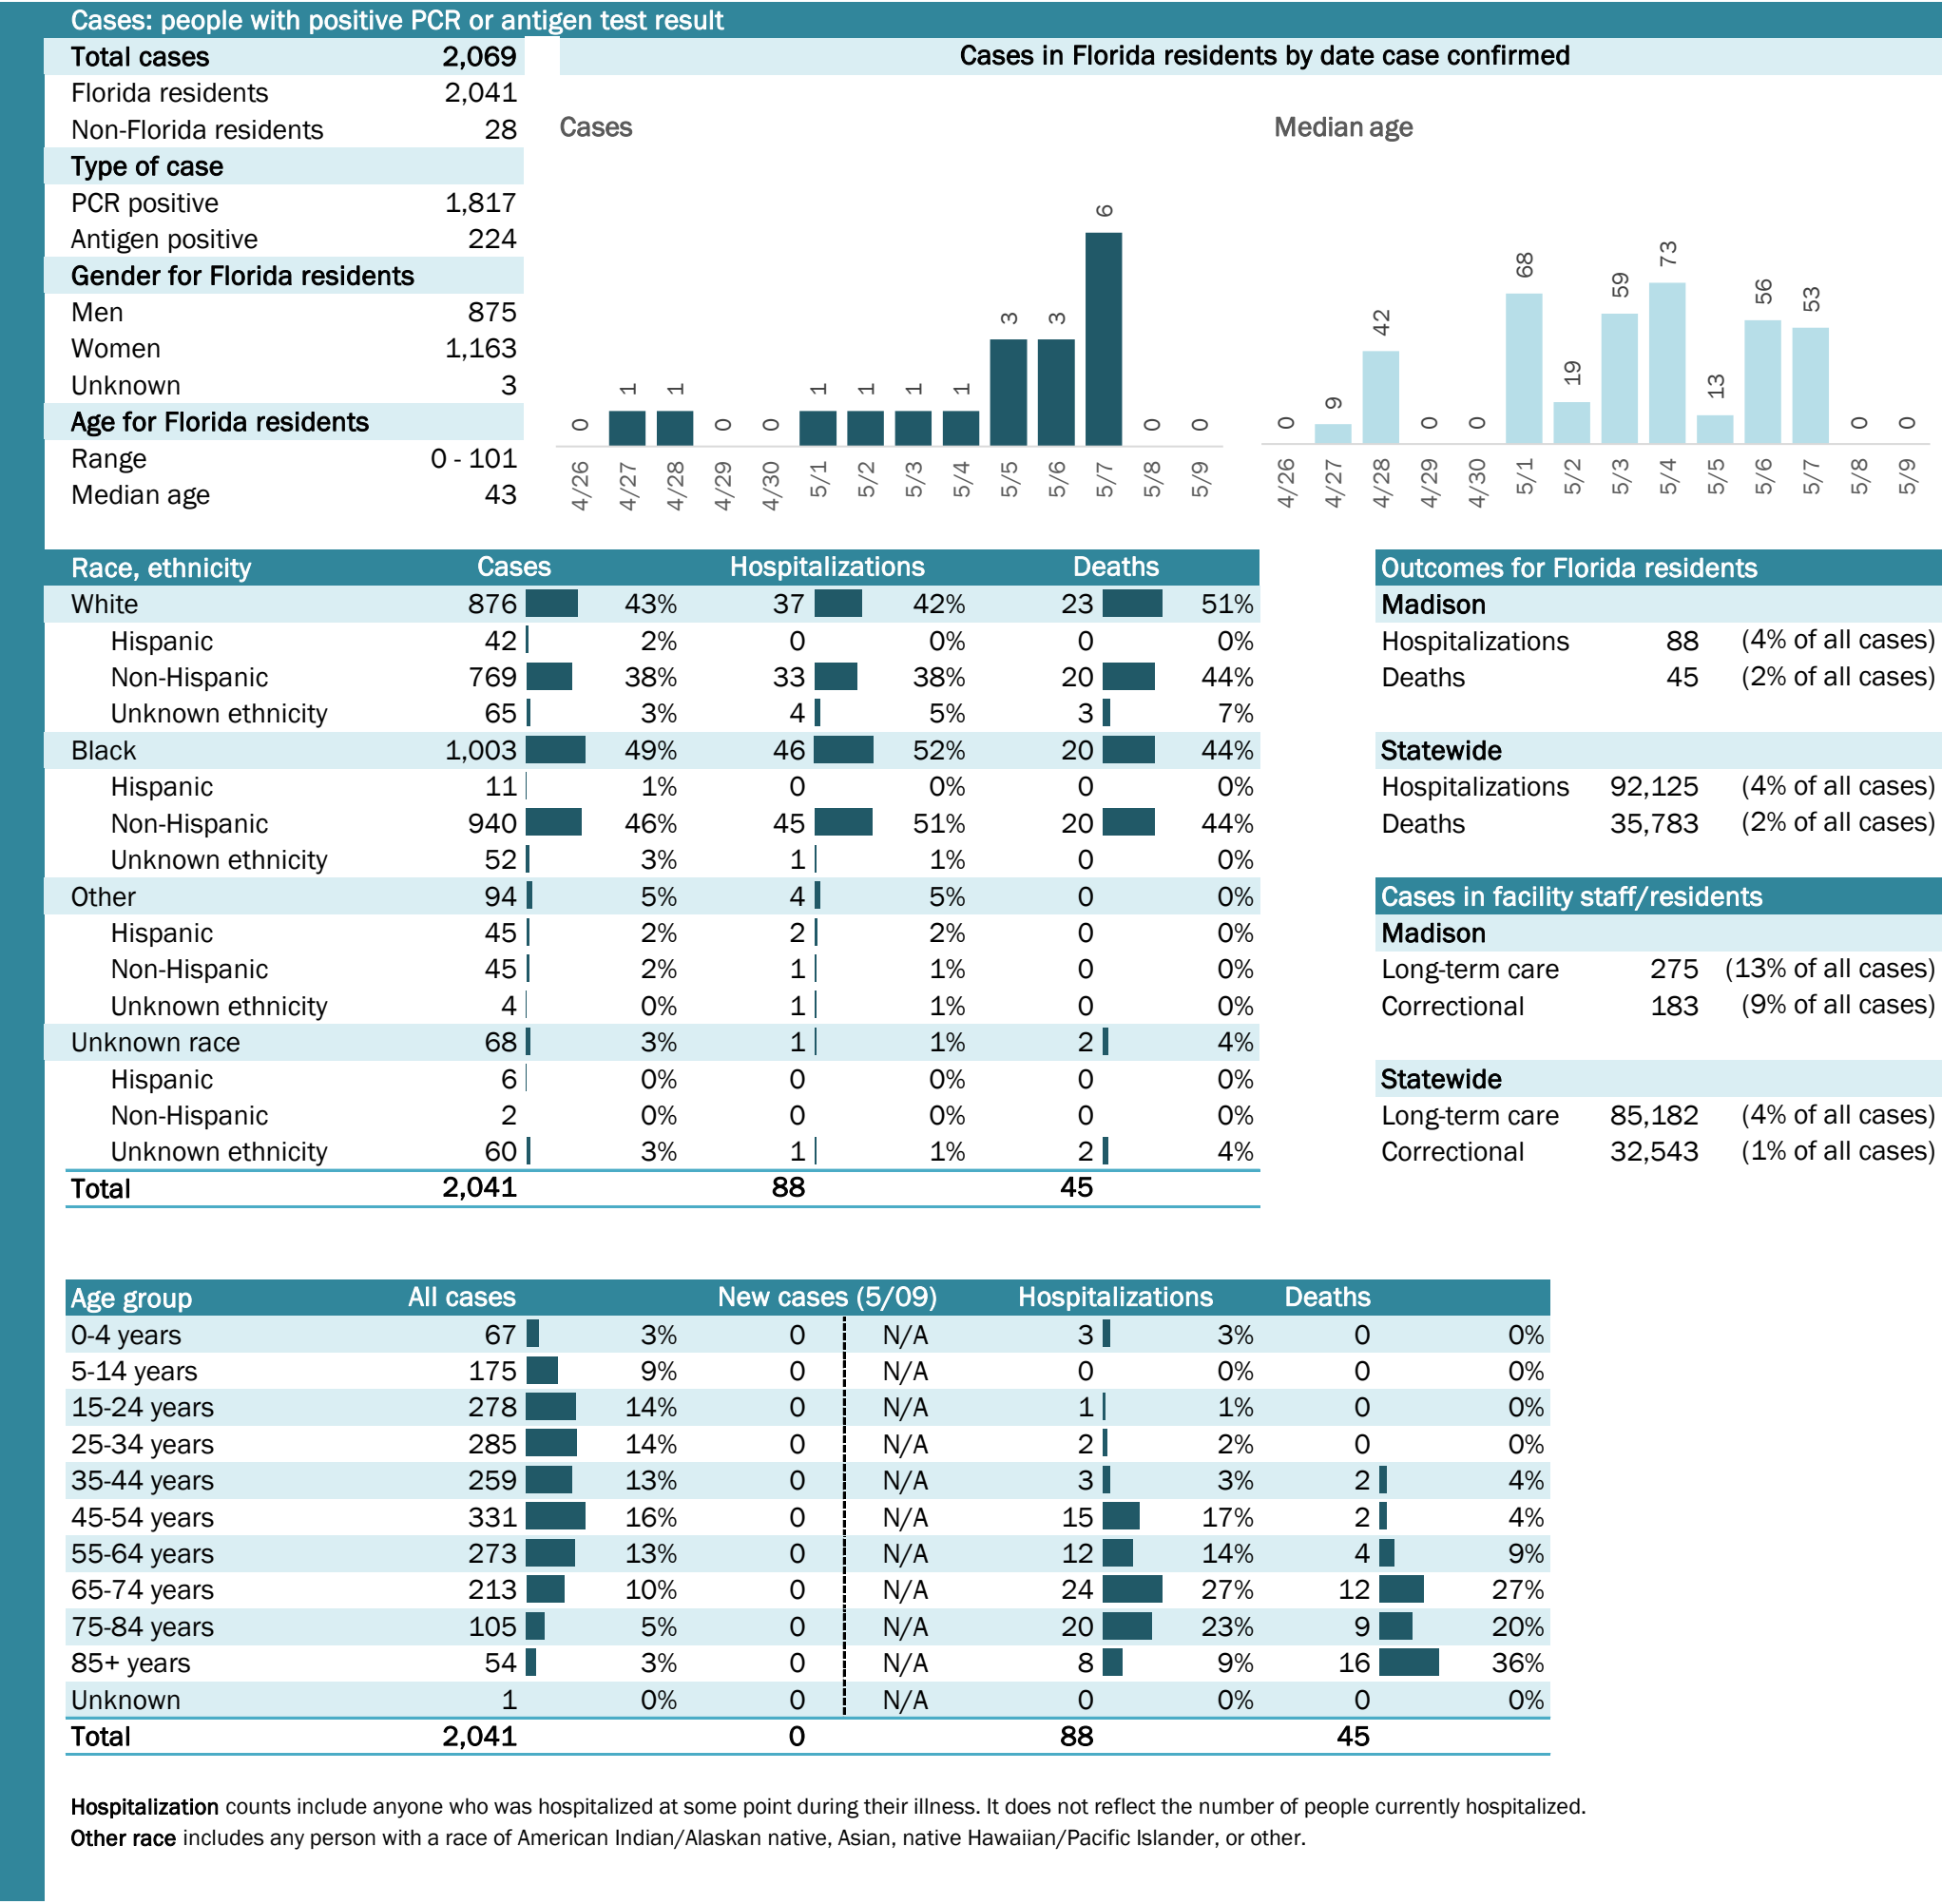 Cases: people with positive PCR or antigen test result
Total cases 2,069
Florida residents 2,041
Non-Florida residents 28
Type of case
PCR positive 1,817
Antigen positive 224
Gender for Florida residents
Men 875
Women 1,163
Unknown 3
Age for Florida residents
Range 0 - 101
Median age 43
Cases in Florida residents by date case confirmed
Cases
0 1 1 0 0 1 1 1 1 3 3 6 0 0
4/26 4/27 4/28 4/29 4/30 5/1 5/2 5/3 5/4 5/5 5/6 5/7 5/8 5/9
Median age
0 9 42 0 0 68 19 59 73 13 56 53 0 0
4/26 4/27 4/28 4/29 4/30 5/1 5/2 5/3 5/4 5/5 5/6 5/7 5/8 5/9
Race, ethnicity Cases Hospitalizations Deaths
White 876 43% 37 42% 23 51%
Hispanic 42 2% 0 0% 0 0%
Non-Hispanic 769 38% 33 38% 20 44%
Unknown ethnicity 65 3% 4 5% 3 7%
Black 1,003 49% 46 52% 20 44%
Hispanic 11 1% 0 0% 0 0%
Non-Hispanic 940 46% 45 51% 20 44%
Unknown ethnicity 52 3% 1 1% 0 0%
Other 94 5% 4 5% 0 0%
Hispanic 45 2% 2 2% 0 0%
Non-Hispanic 45 2% 1 1% 0 0%
Unknown ethnicity 4 0% 1 1% 0 0%
Unknown race 68 3% 1 1% 2 4%
Hispanic 6 0% 0 0% 0 0%
Non-Hispanic 2 0% 0 0% 0 0%
Unknown ethnicity 60 3% 1 1% 2 4%
Total 2,041 88 45
Outcomes for Florida residents
Madison
Hospitalizations 88 (4% of all cases)
Deaths 45 (2% of all cases)
Statewide
Hospitalizations 92,125 (4% of all cases)
Deaths 35,783 (2% of all cases)
Cases in facility staff/residents
Madison
Long-term care 275 (13% of all cases)
Correctional 183 (9% of all cases)
Statewide
Long-term care 85,182 (4% of all cases)
Correctional 32,543 (1% of all cases)
Age group All cases New cases (5/09) Hospitalizations Deaths
0-4 years 67 3% 0 N/A 3 3% 0 0%
5-14 years 175 9% 0 N/A 0 0% 0 0%
15-24 years 278 14% 0 N/A 1 1% 0 0%
25-34 years 285 14% 0 N/A 2 2% 0 0%
35-44 years 259 13% 0 N/A 3 3% 2 4%
45-54 years 331 16% 0 N/A 15 17% 2 4%
55-64 years 273 13% 0 N/A 12 14% 4 9%
65-74 years 213 10% 0 N/A 24 27% 12 27%
75-84 years 105 5% 0 N/A 20 23% 9 20%
85+ years 54 3% 0 N/A 8 9% 16 36%
Unknown 1 0% 0 N/A 0 0% 0 0%
Total 2,041 0 88 45
Hospitalization counts include anyone who was hospitalized at some point during their illness. It does not reflect the number of people currently hospitalized.
Other race includes any person with a race of American Indian/Alaskan native, Asian, native Hawaiian/Pacific Islander, or other.